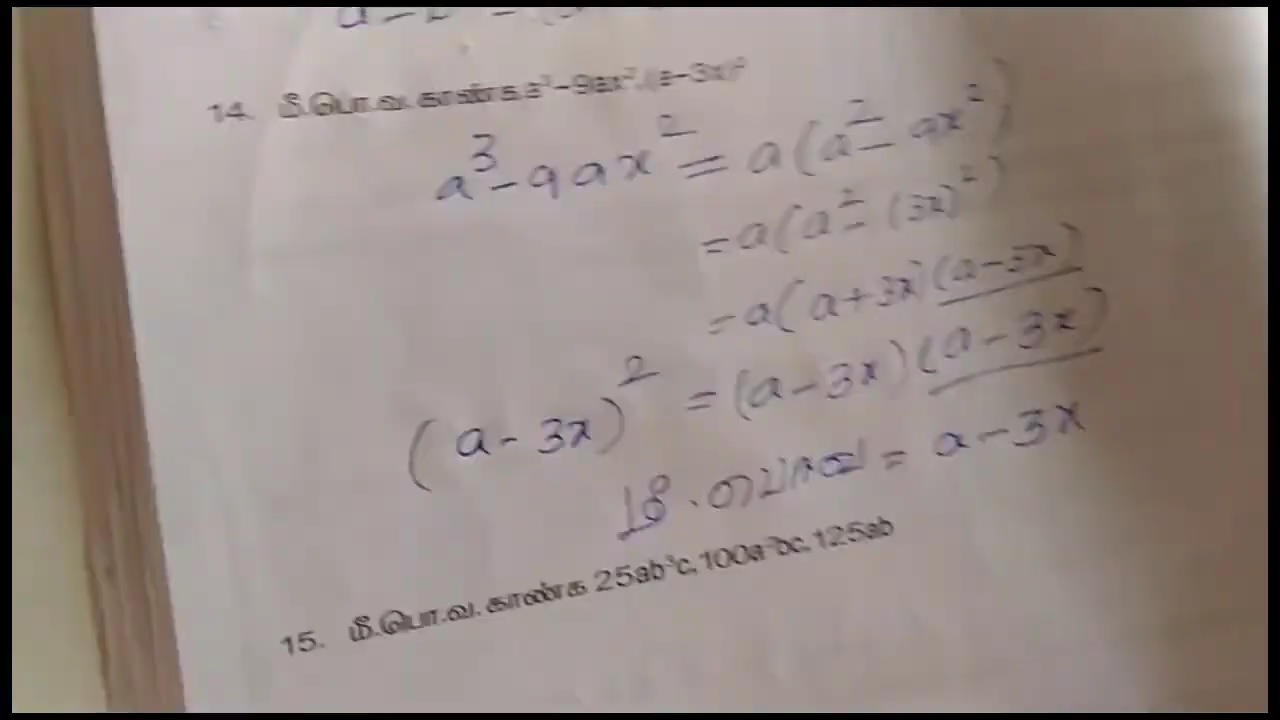 14. மீ.பொ.வ. காண்க a³-9ax², (a-3x)²
a³-9ax² = a(a²-9x²)
= a(a²-(3x)²)
= a(a+3x)(a-3x)
(a-3x)² = (a-3x)(a-3x)
மீ.பொவ = a-3x
15. மீ.பொ.வ. காண்க 25ab³c, 100a²bc, 125ab